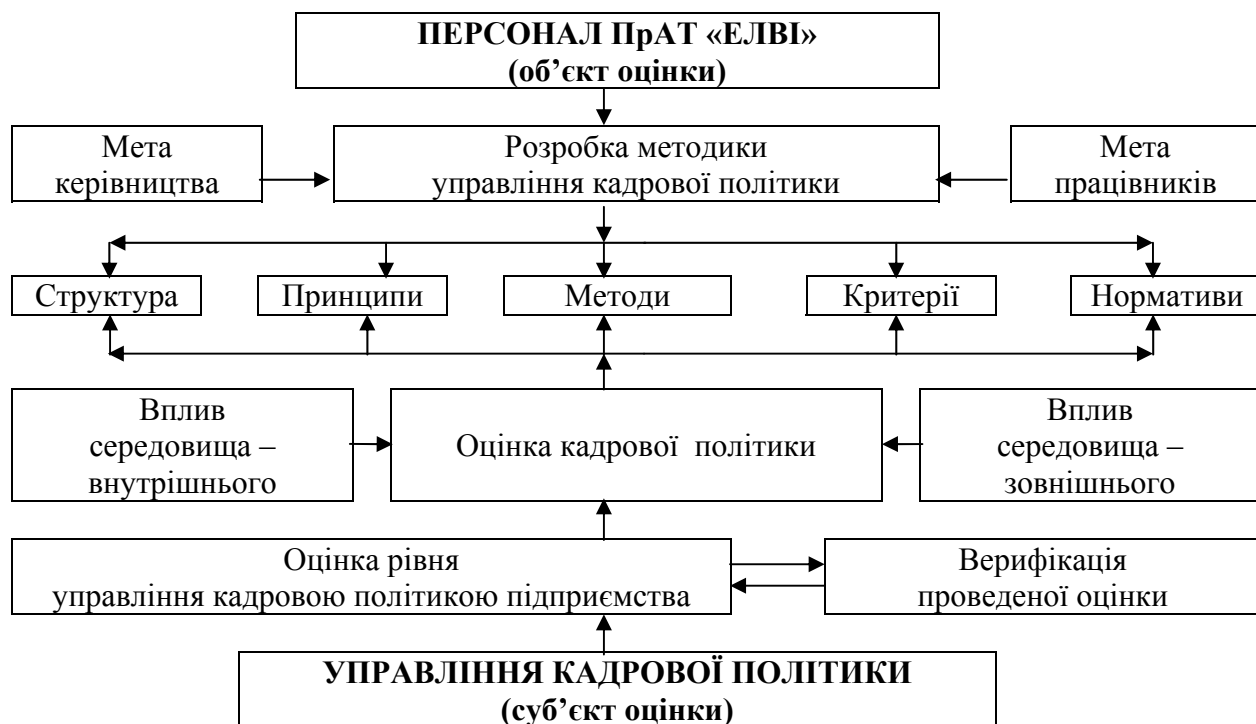 ПЕРСОНАЛ ПрАТ «ЕЛВІ»
(об’єкт оцінки)
Мета
керівництва
Розробка методики
управління кадрової політики
Мета
працівників
Структура
Принципи
Методи
Критерії
Нормативи
Вплив
середовища –
внутрішнього
Оцінка кадрової політики
Вплив
середовища –
зовнішнього
Оцінка рівня
управління кадровою політикою підприємства
Верифікація
проведеної оцінки
УПРАВЛІННЯ КАДРОВОЇ ПОЛІТИКИ
(суб’єкт оцінки)